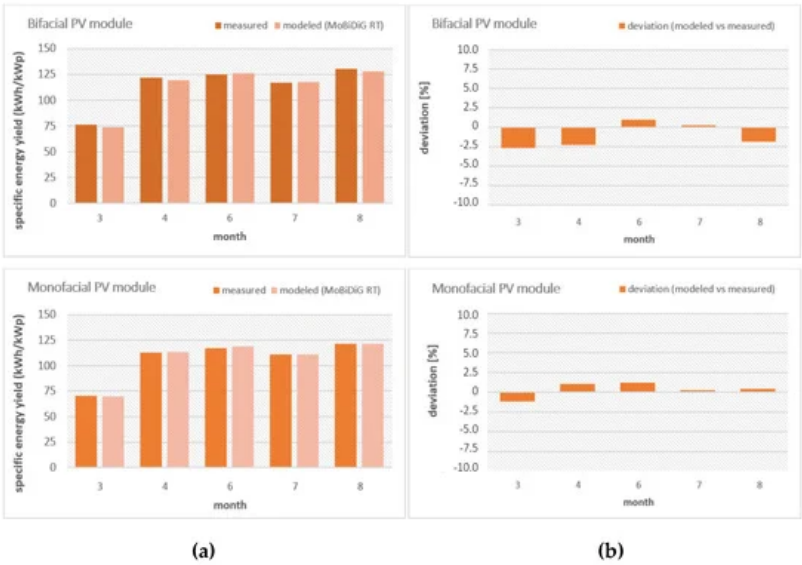 Bifacial PV module
measured modeled (MoBiDiG RT)
specific energy yield (kWh/kWp)
150
125
100
75
50
25
0
3 4 6 7 8
month
Bifacial PV module
deviation (modeled vs measured)
deviation [%]
10.0
7.5
5.0
2.5
0
-2.5
-5.0
-7.5
-10.0
3 4 6 7 8
month
Monofacial PV module
measured modeled (MoBiDiG RT)
specific energy yield (kWh/kWp)
150
125
100
75
50
25
0
3 4 6 7 8
month
Monofacial PV module
deviation (modeled vs measured)
deviation [%]
10.0
7.5
5.0
2.5
0
-2.5
-5.0
-7.5
-10.0
3 4 6 7 8
month
(a) (b)